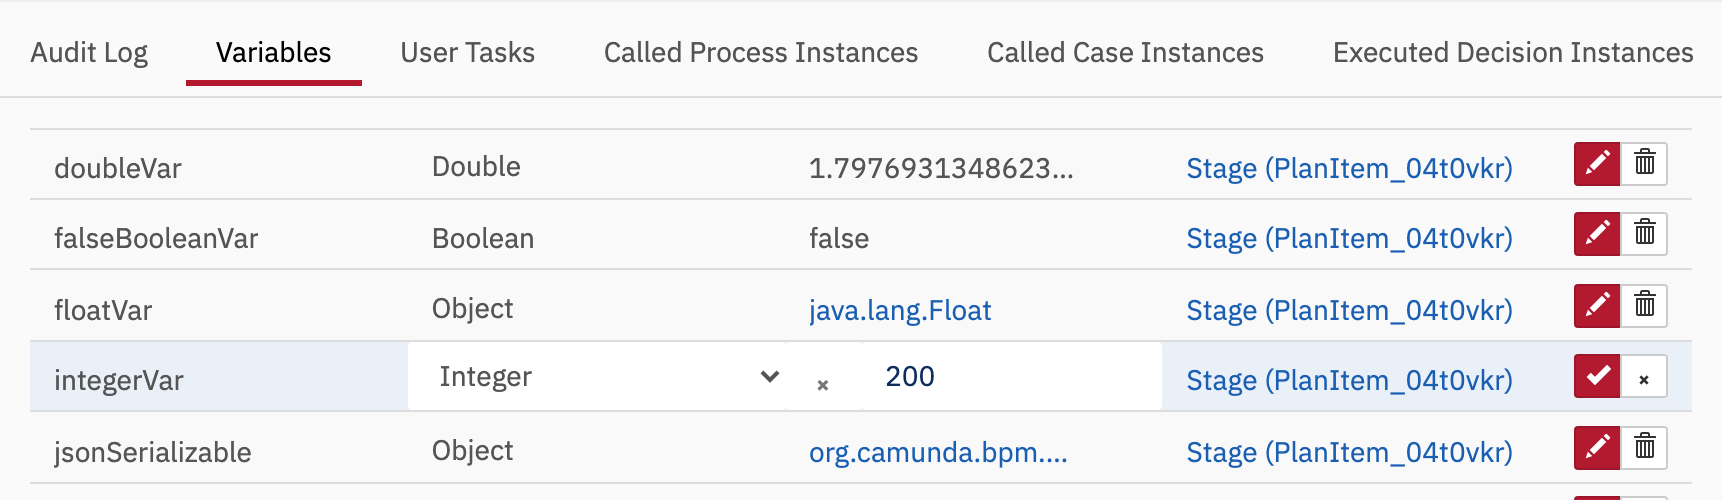 Audit Log Variables User Tasks Called Process Instances Called Case Instances Executed Decision Instances
doubleVar Double 1.7976931348623... Stage (PlanItem_04t0vkr)
falseBooleanVar Boolean false Stage (PlanItem_04t0vkr)
floatVar Object java.lang.Float Stage (PlanItem_04t0vkr)
integerVar Integer 200 Stage (PlanItem_04t0vkr)
jsonSerializable Object org.camunda.bpm.... Stage (PlanItem_04t0vkr)